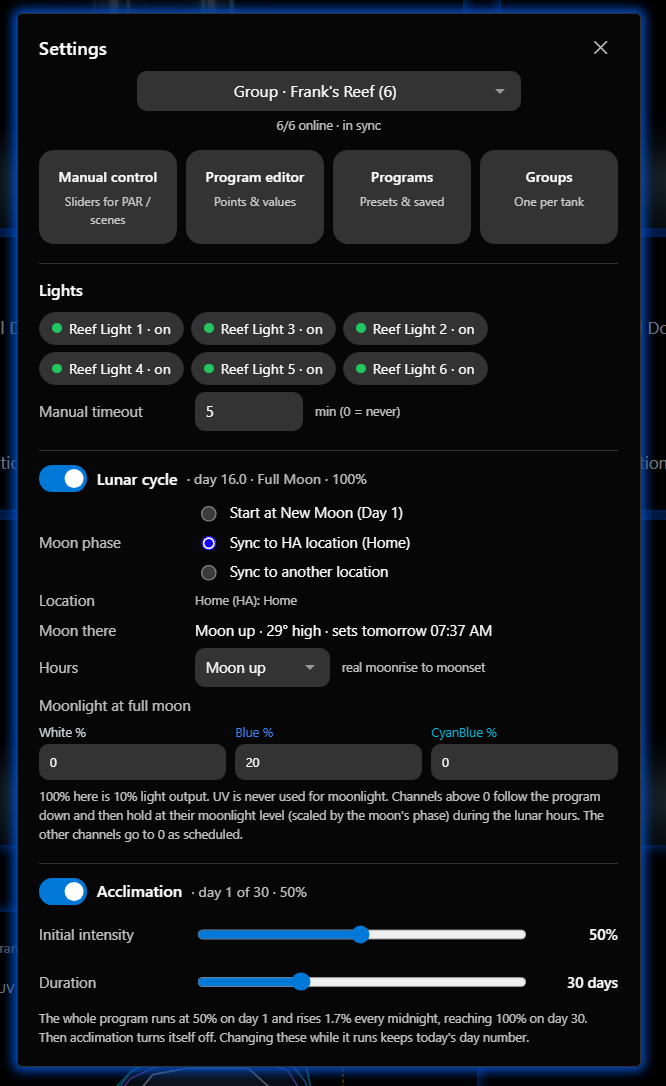 Settings
Group · Frank's Reef (6)
6/6 online · in sync
Manual control
Sliders for PAR /
scenes
Program editor
Points & values
Programs
Presets & saved
Groups
One per tank
Lights
Reef Light 1 · on
Reef Light 3 · on
Reef Light 2 · on
Reef Light 4 · on
Reef Light 5 · on
Reef Light 6 · on
Manual timeout
5
min (0 = never)
Lunar cycle · day 16.0 · Full Moon · 100%
Moon phase
Start at New Moon (Day 1)
Sync to HA location (Home)
Sync to another location
Location
Home (HA): Home
Moon there
Moon up · 29° high · sets tomorrow 07:37 AM
Hours
Moon up
real moonrise to moonset
Moonlight at full moon
White %
Blue %
CyanBlue %
0
20
0
100% here is 10% light output. UV is never used for moonlight. Channels above 0 follow the program
down and then hold at their moonlight level (scaled by the moon's phase) during the lunar hours. The
other channels go to 0 as scheduled.
Acclimation · day 1 of 30 · 50%
Initial intensity
50%
Duration
30 days
The whole program runs at 50% on day 1 and rises 1.7% every midnight, reaching 100% on day 30.
Then acclimation turns itself off. Changing these while it runs keeps today's day number.
UV